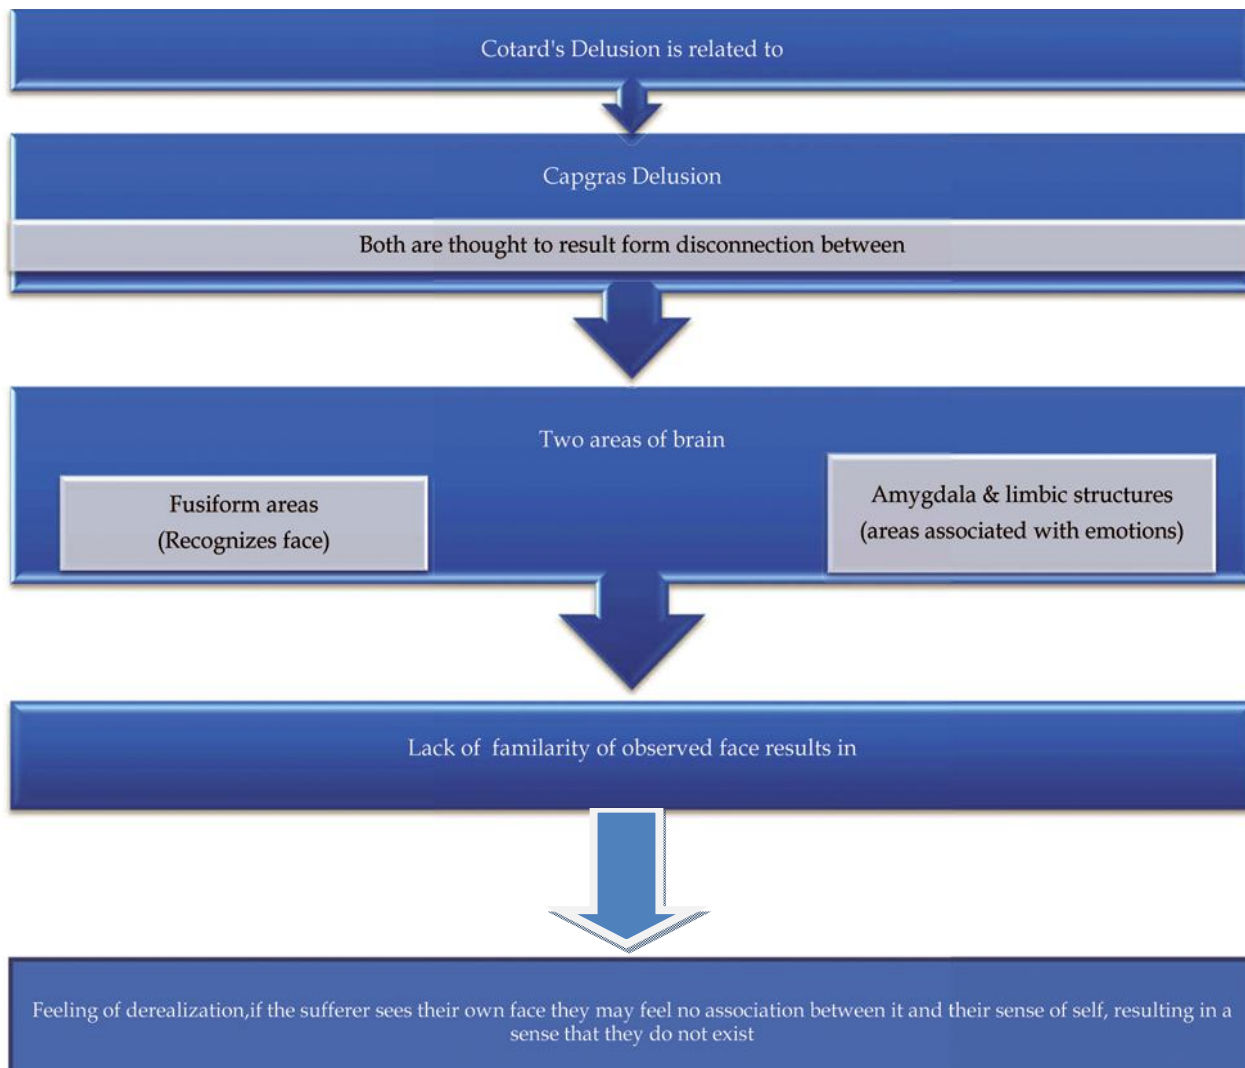 Cotard's Delusion is related to
Capgras Delusion
Both are thought to result form disconnection between
Two areas of brain
Fusiform areas
(Recognizes face)
Amygdala & limbic structures
(areas associated with emotions)
Lack of familarity of observed face results in
Feeling of derealization,if the sufferer sees their own face they may feel no association between it and their sense of self, resulting in a
sense that they do not exist